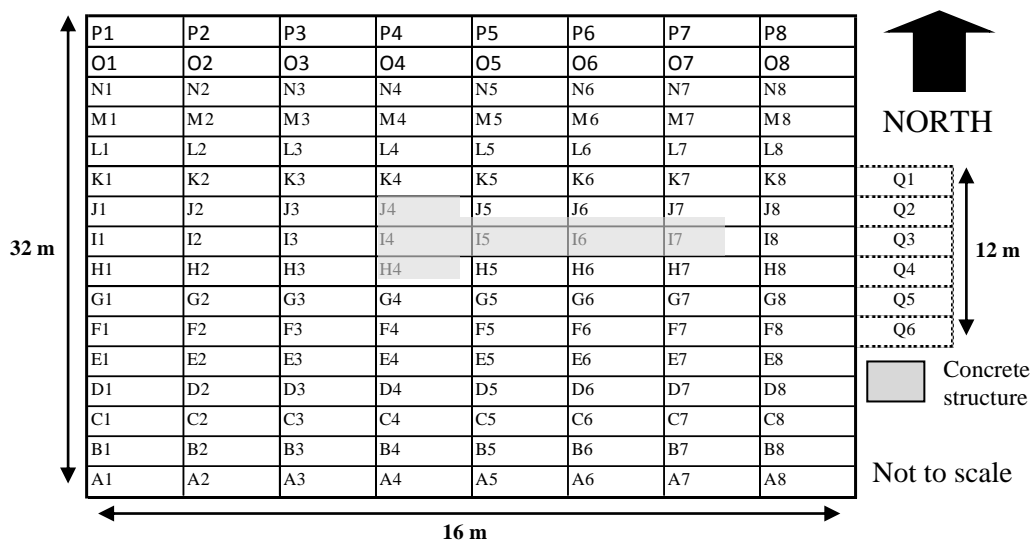 P1 P2 P3 P4 P5 P6 P7 P8
O1 O2 O3 O4 O5 O6 O7 O8
N1 N2 N3 N4 N5 N6 N7 N8
M1 M2 M3 M4 M5 M6 M7 M8
NORTH
L1 L2 L3 L4 L5 L6 L7 L8
K1 K2 K3 K4 K5 K6 K7 K8 Q1
J1 J2 J3 J4 J5 J6 J7 J8 Q2
32 m I1 I2 I3 I4 I5 I6 I7 I8 Q3 12 m
H1 H2 H3 H4 H5 H6 H7 H8 Q4
G1 G2 G3 G4 G5 G6 G7 G8 Q5
F1 F2 F3 F4 F5 F6 F7 F8 Q6
E1 E2 E3 E4 E5 E6 E7 E8
Concrete
D1 D2 D3 D4 D5 D6 D7 D8
structure
C1 C2 C3 C4 C5 C6 C7 C8
B1 B2 B3 B4 B5 B6 B7 B8
A1 A2 A3 A4 A5 A6 A7 A8
Not to scale
16 m